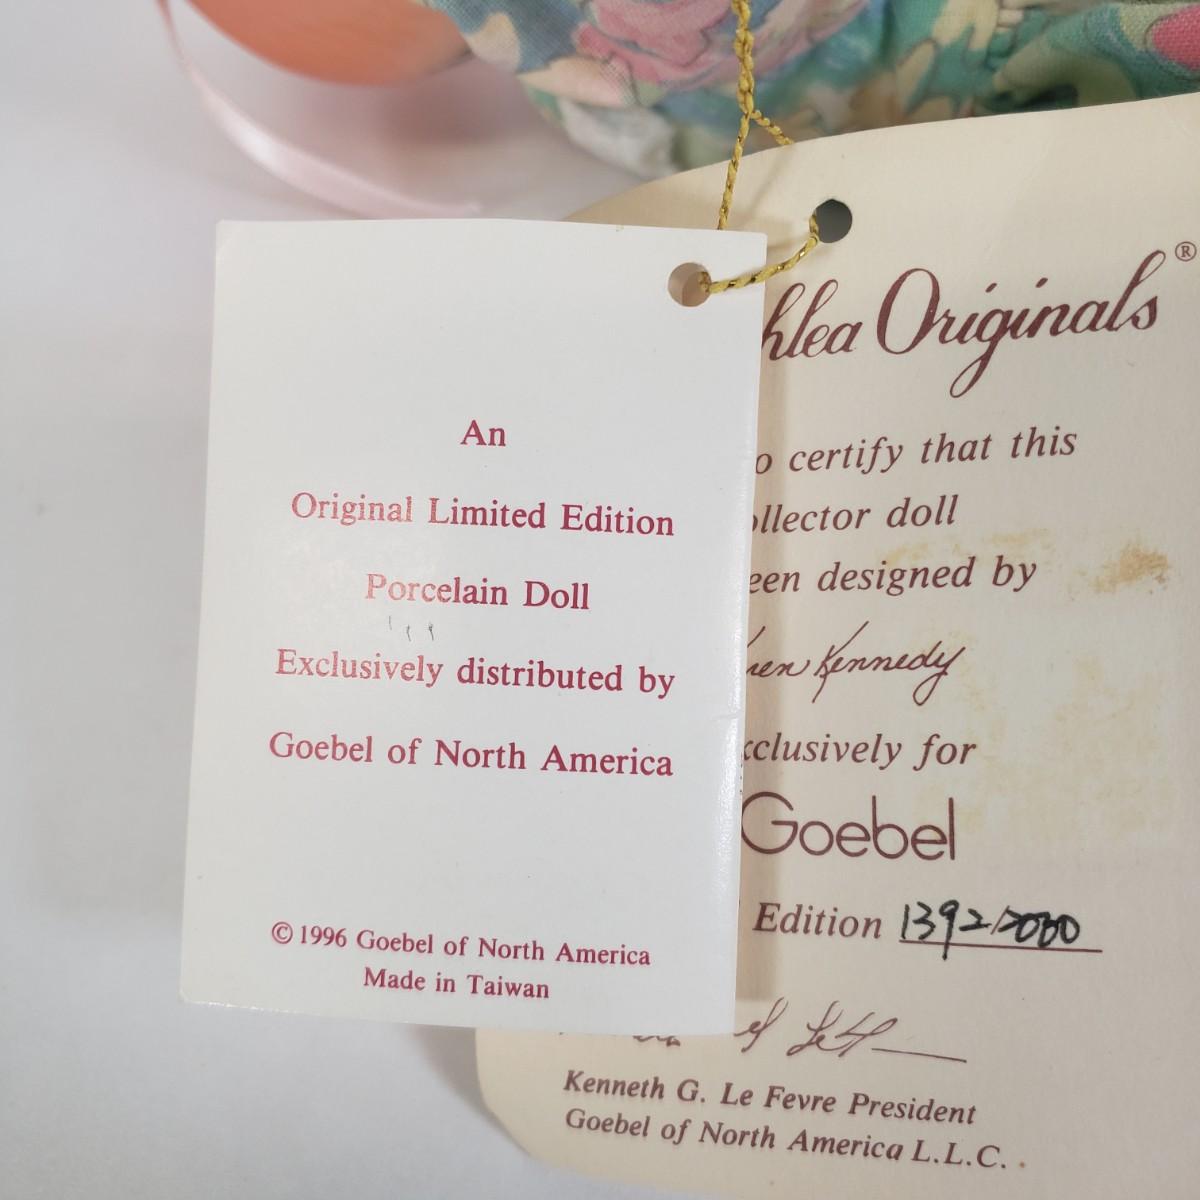 An
Original Limited Edition
Porcelain Doll
Exclusively distributed by
Goebel of North America
© 1996 Goebel of North America
Made in Taiwan
hlea Originals®
o certify that this
ollector doll
een designed by
Kennedy
xclusively for
Goebel
Edition 1392/2000
Kenneth G. Le Fevre President
Goebel of North America L.L.C.